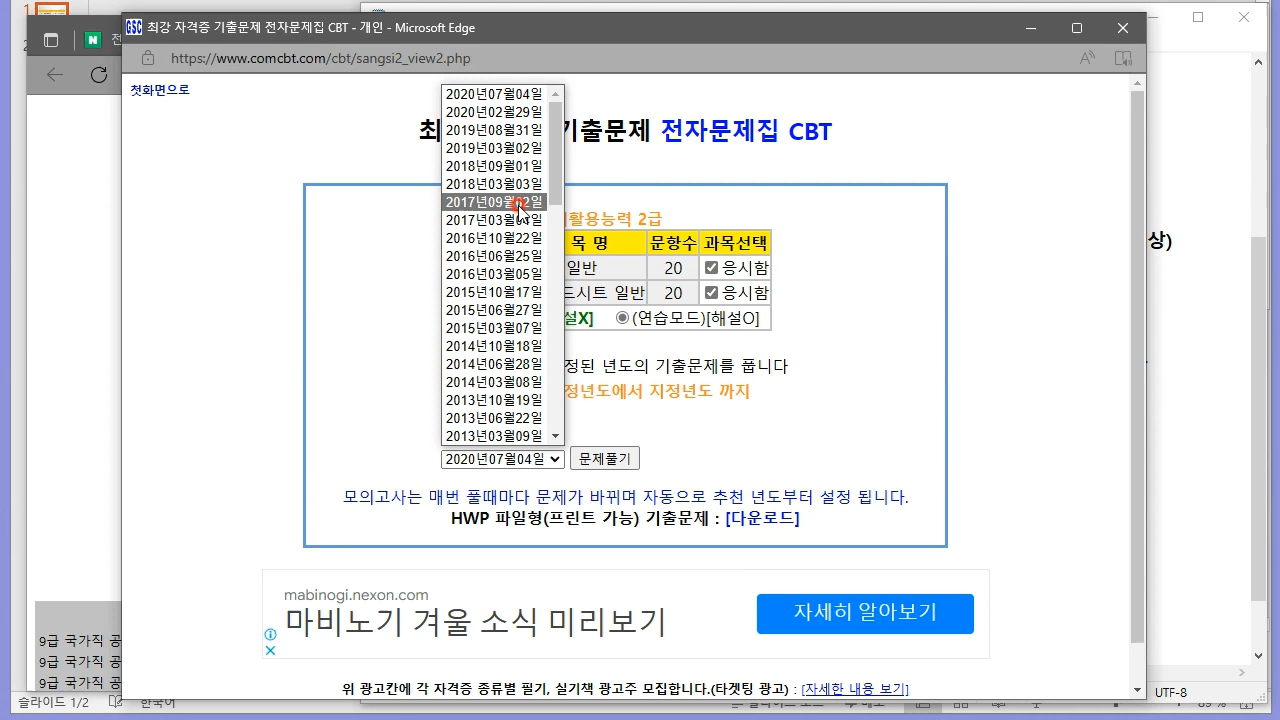 최강 자격증 기출문제 전자문제집 CBT - 개인 - Microsoft Edge
https://www.comcbt.com/cbt/sangsi2_view2.php
첫화면으로
기출문제 전자문제집 CBT
2020년07월04일
2020년02월29일
2019년08월31일
2019년03월02일
2018년09월01일
2018년03월03일
2017년09월02일
2017년03월04일
2016년10월22일
2016년06월25일
2016년03월05일
2015년10월17일
2015년06월27일
2015년03월07일
2014년10월18일
2014년06월28일
2014년03월08일
2013년10월19일
2013년06월22일
2013년03월09일
활용능력 2급
목 명 문항수 과목선택
일반 20 응시함
드시트 일반 20 응시함
설X] (연습모드)[해설O]
정된 년도의 기출문제를 풉니다
정년도에서 지정년도 까지
2020년07월04일 문제풀기
모의고사는 매번 풀때마다 문제가 바뀌며 자동으로 추천 년도부터 설정 됩니다.
HWP 파일형(프린트 가능) 기출문제 : [다운로드]
mabinogi.nexon.com
마비노기 겨울 소식 미리보기
자세히 알아보기
위 광고칸에 각 자격증 종류별 필기, 실기책 광고주 모집합니다.(타겟팅 광고) : [자세한 내용 보기]
상)
9급 국가직 공
9급 국가직 공
9급 국가직 공
UTF-8
슬라이드 1/2
한국어